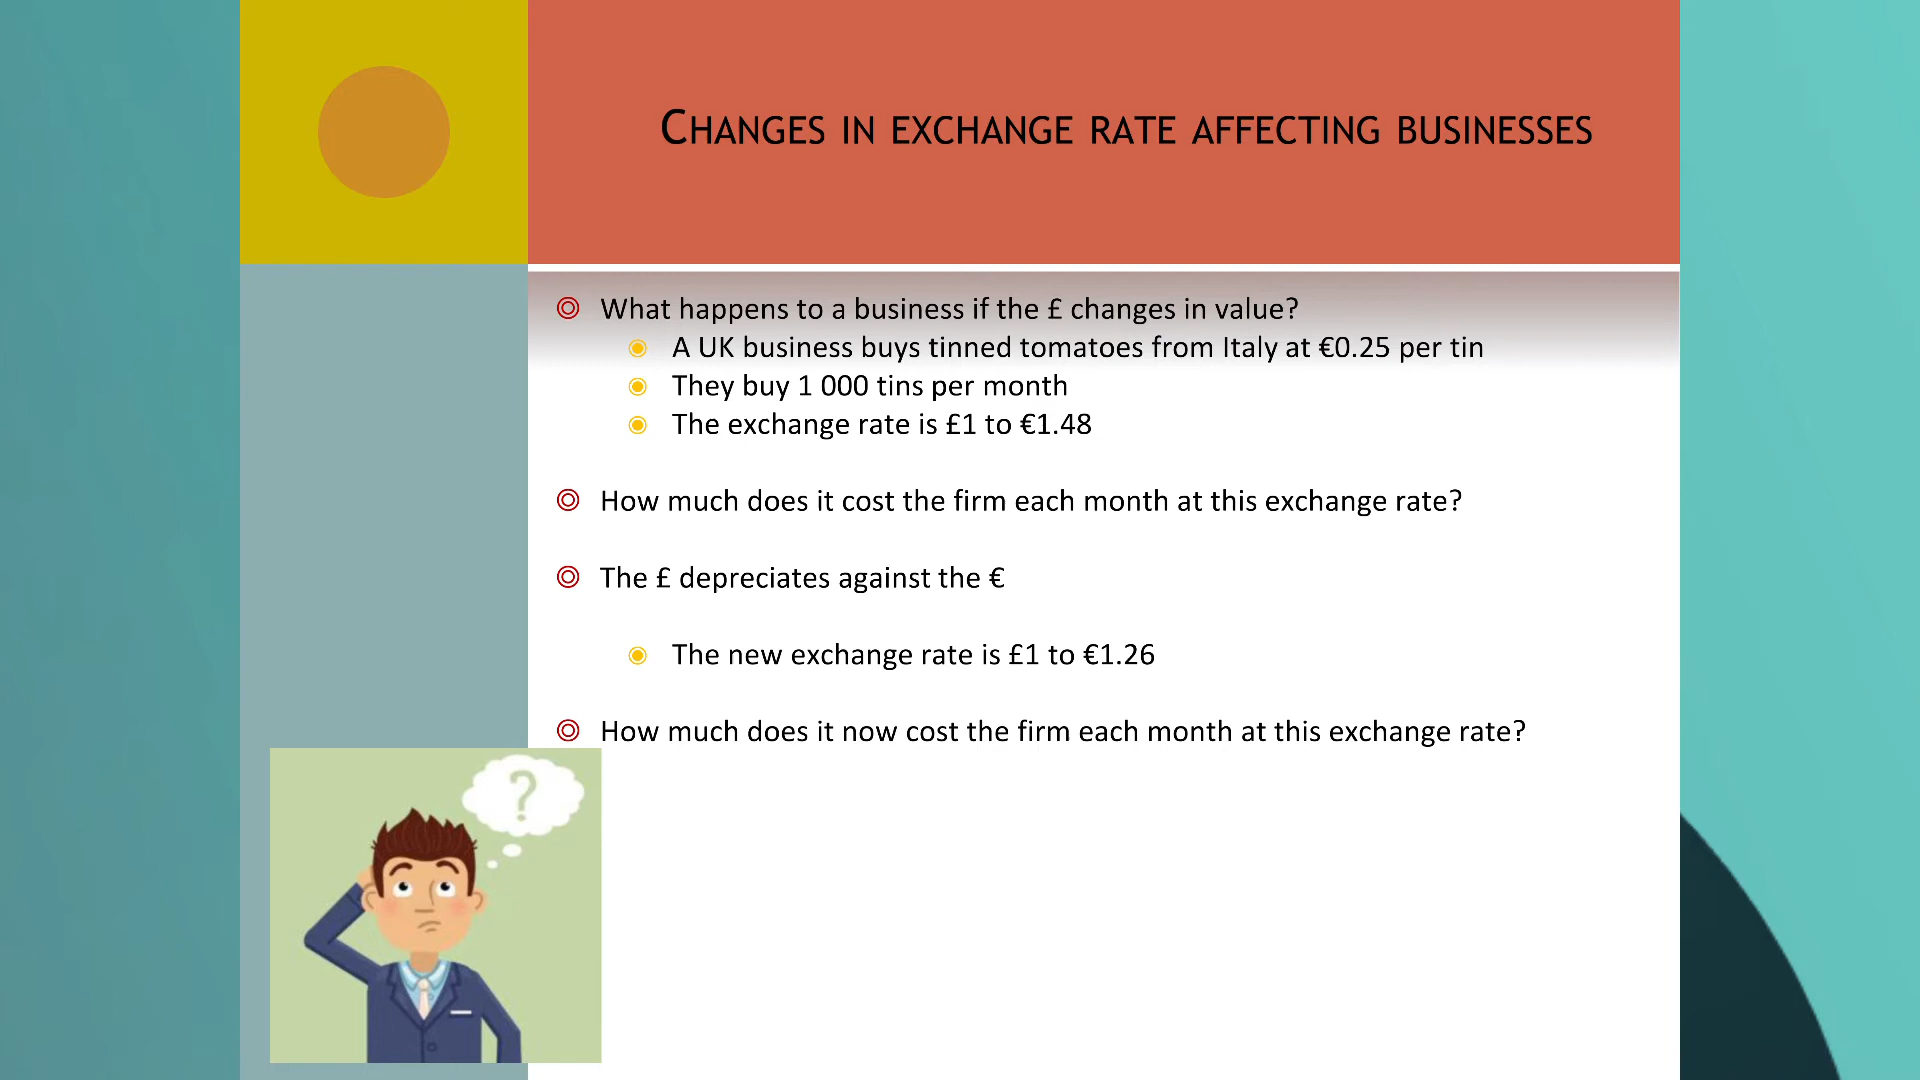 Changes in exchange rate affecting businesses
What happens to a business if the £ changes in value?
A UK business buys tinned tomatoes from Italy at €0.25 per tin
They buy 1 000 tins per month
The exchange rate is £1 to €1.48
How much does it cost the firm each month at this exchange rate?
The £ depreciates against the €
The new exchange rate is £1 to €1.26
How much does it now cost the firm each month at this exchange rate?
?